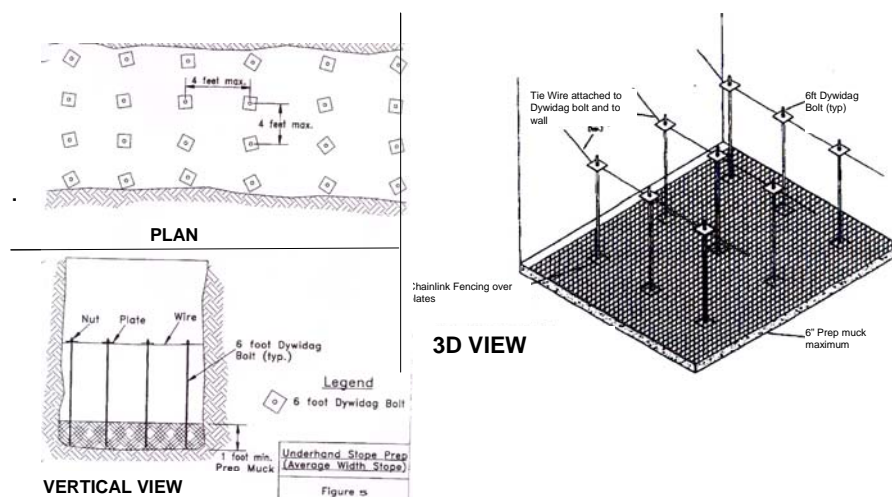 4 feet max.
4 feet max.
.
PLAN
Nut
Plate
Wire
6 foot Dywidag
Bolt (typ.)
Legend
6 foot Dywidag Bolt
1 foot min.
Prep Muck
Underhand Stope Prep
(Average Width Stope)
Figure 5
VERTICAL VIEW
Tie Wire attached to
Dywidag bolt and to
wall
6ft Dywidag
Bolt (typ)
Chainlink Fencing over
lates
6" Prep muck
maximum
3D VIEW